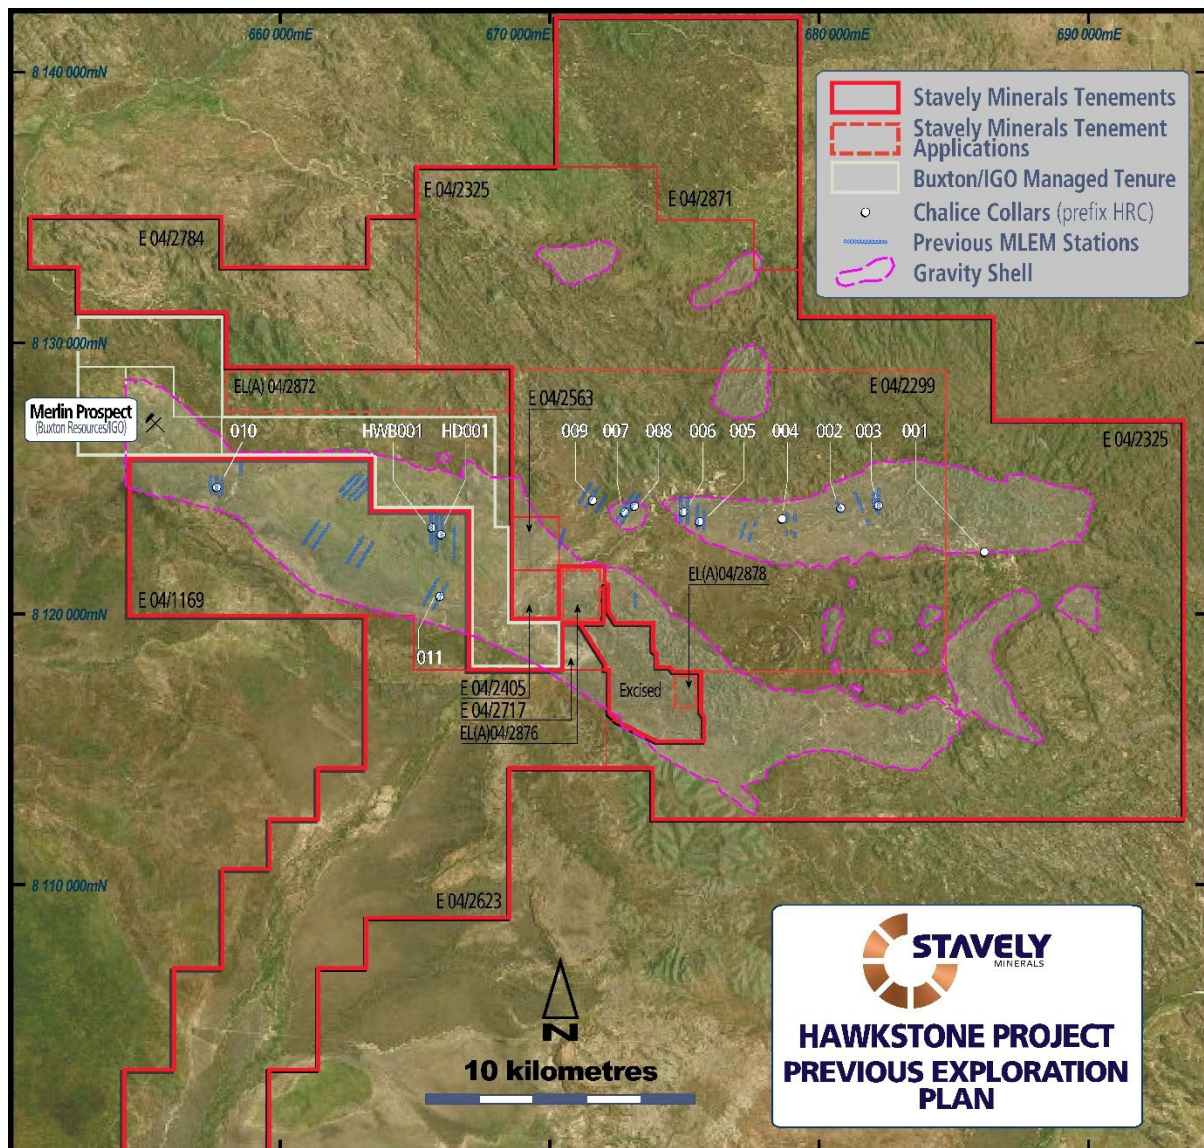 660 000mE
670 000mE
680 000mE
690 000mE
8 140 000mN
Stavely Minerals Tenements
Stavely Minerals Tenement
Applications
Buxton/IGO Managed Tenure
Chalice Collars (prefix HRC)
Previous MLEM Stations
Gravity Shell
E 04/2325
E 04/2871
E 04/2784
8 130 000mN
EL(A) 04/2872
E 04/2563
E 04/2299
E 04/2325
Merlin Prospect
(Buxton Resources/IGO)
010
HWB001
HD001
009
007
008
006
005
004
002
003
001
EL(A)04/2878
E 04/1169
8 120 000mN
011
E 04/2405
E 04/2717
EL(A)04/2876
Excised
8 110 000mN
E 04/2623
N
10 kilometres
STAVELY
MINERALS
HAWKSTONE PROJECT
PREVIOUS EXPLORATION
PLAN